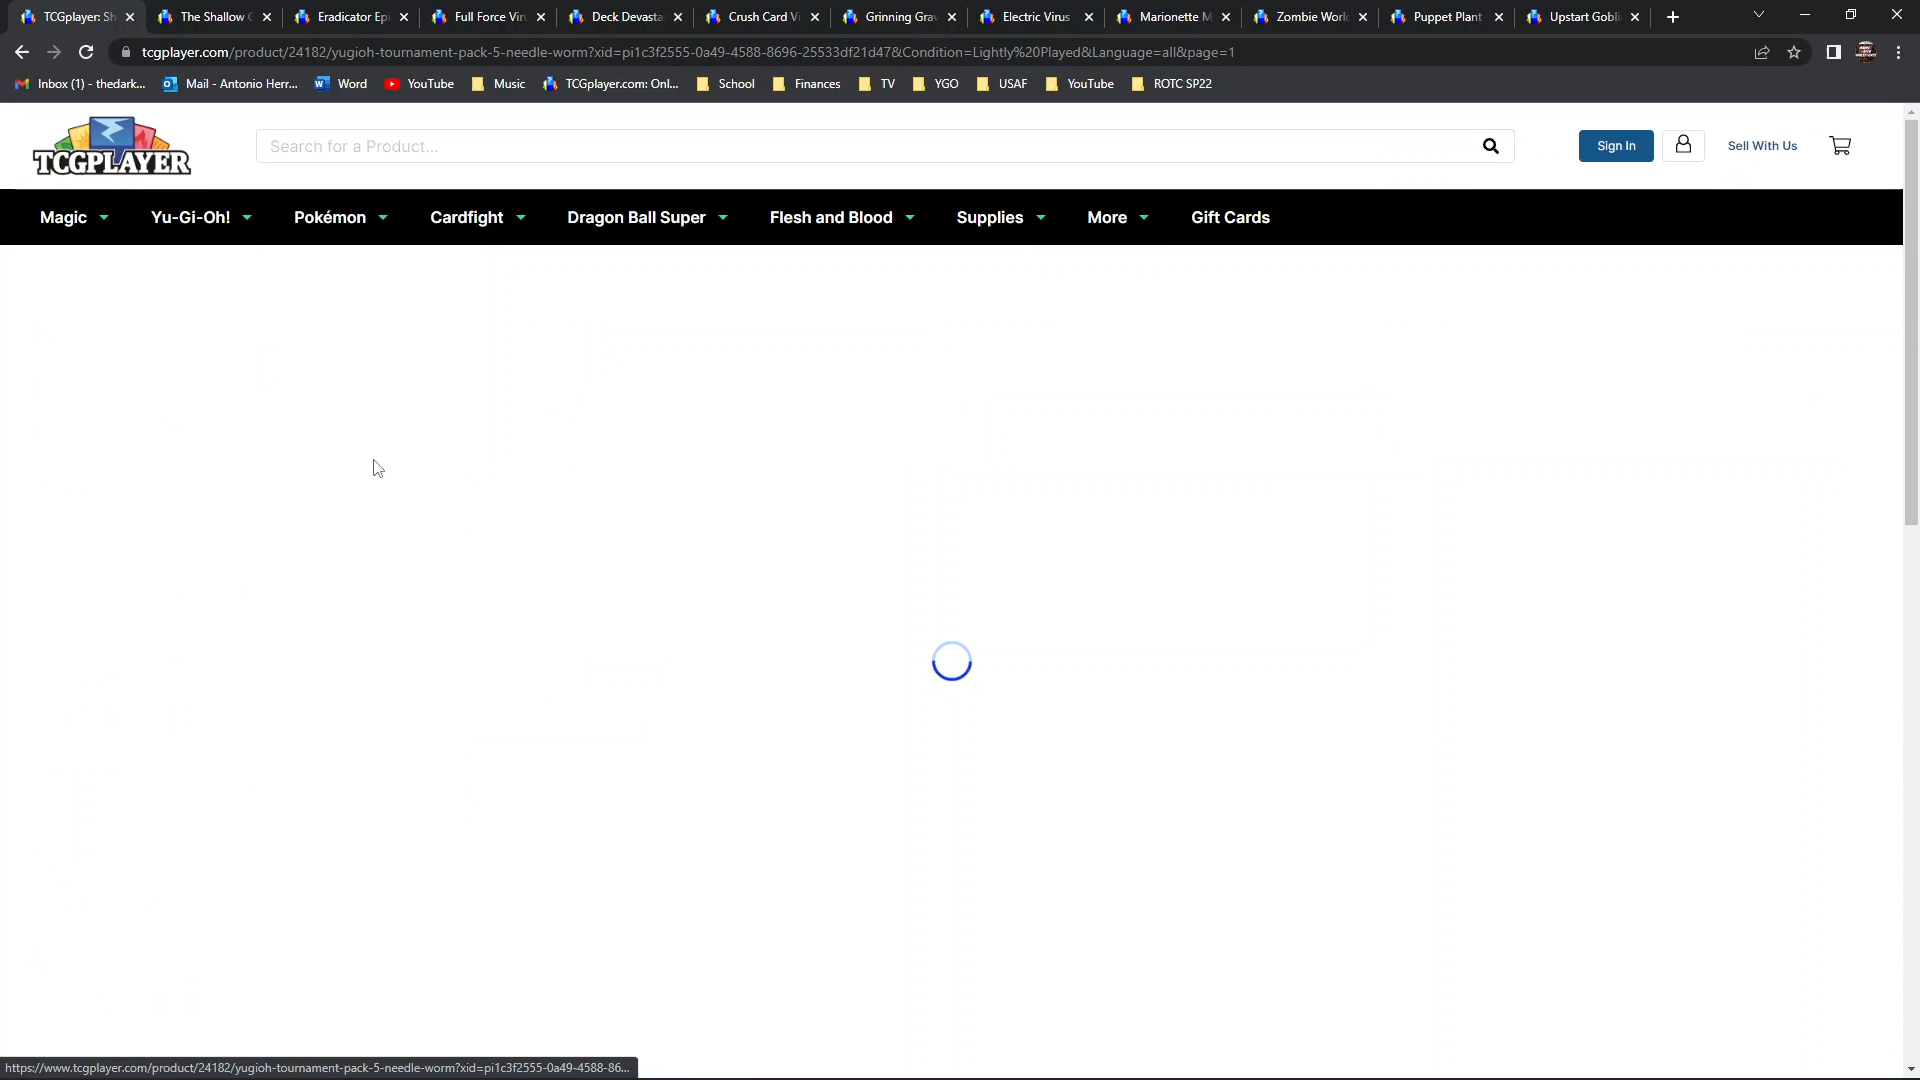 TCGplayer: Sh
The Shallow G
Eradicator Epi
Full Force Viru
Deck Devasta
Crush Card Vi
Grinning Grav
Electric Virus
Marionette M
Zombie Worl
Puppet Plant
Upstart Gobli
tcgplayer.com/product/24182/yugioh-tournament-pack-5-needle-worm?xid=pi1c3f2555-0a49-4588-8696-25533df21d47&Condition=Lightly%20Played&Language=all&page=1
Inbox (1) - thedark...
Mail - Antonio Herr...
Word
YouTube
Music
TCGplayer.com: Onl...
School
Finances
TV
YGO
USAF
YouTube
ROTC SP22
TCGPLAYER
Search for a Product...
Sign In
Sell With Us
Magic
Yu-Gi-Oh!
Pokémon
Cardfight
Dragon Ball Super
Flesh and Blood
Supplies
More
Gift Cards
https://www.tcgplayer.com/product/24182/yugioh-tournament-pack-5-needle-worm?xid=pi1c3f2555-0a49-4588-86...